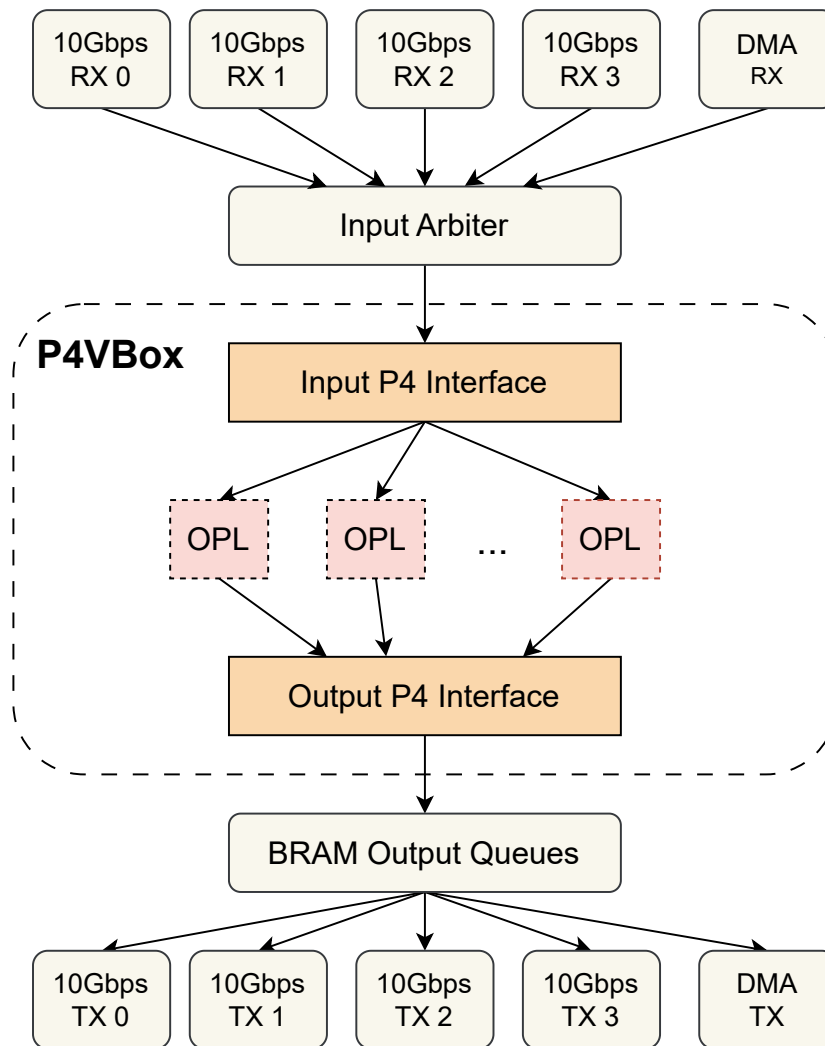 10Gbps
RX 0
10Gbps
RX 1
10Gbps
RX 2
10Gbps
RX 3
DMA
RX
Input Arbiter
P4VBox
Input P4 Interface
OPL
OPL
...
OPL
Output P4 Interface
BRAM Output Queues
10Gbps
TX 0
10Gbps
TX 1
10Gbps
TX 2
10Gbps
TX 3
DMA
TX